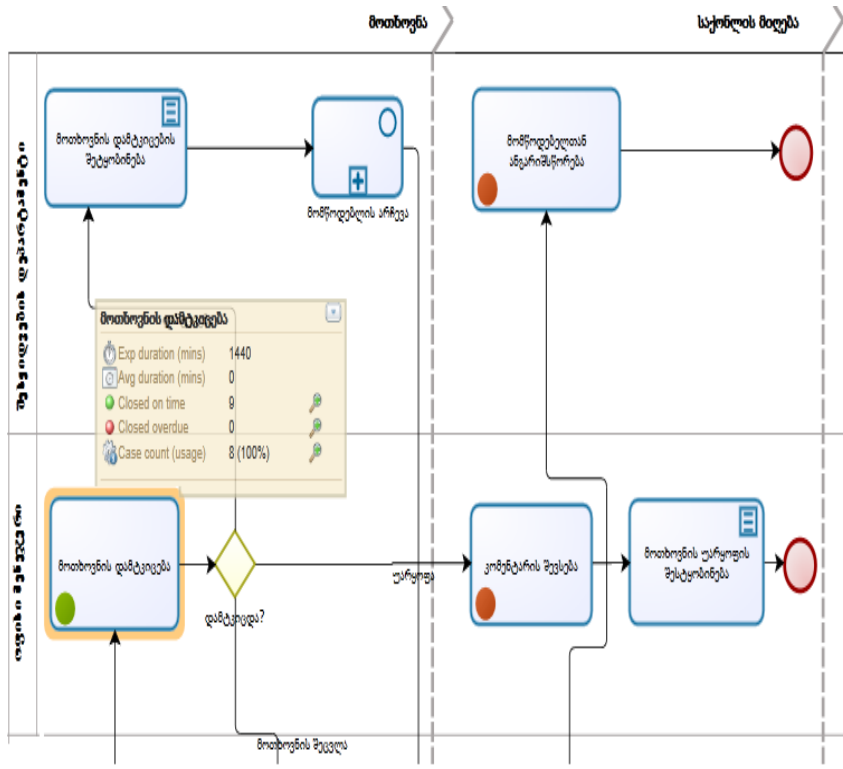 მოთხოვნა
საქონლის მიღება
მოთხოვნის დამტკიცების
შეტყობინება
მომწოდებლის არჩევა
მომწოდებელთან
ანგარიშსწორება
მოთხოვნის დამტკიცება
Exp duration (mins) 1440
Avg duration (mins) 0
Closed on time 9
Closed overdue 0
Case count (usage) 8 (100%)
მოთხოვნის დამტკიცება
დამტკიცდა?
უარყოფა
კომენტარის შევსება
მოთხოვნის უარყოფის
შესტყობინება
მოთხოვნის შეცვლა